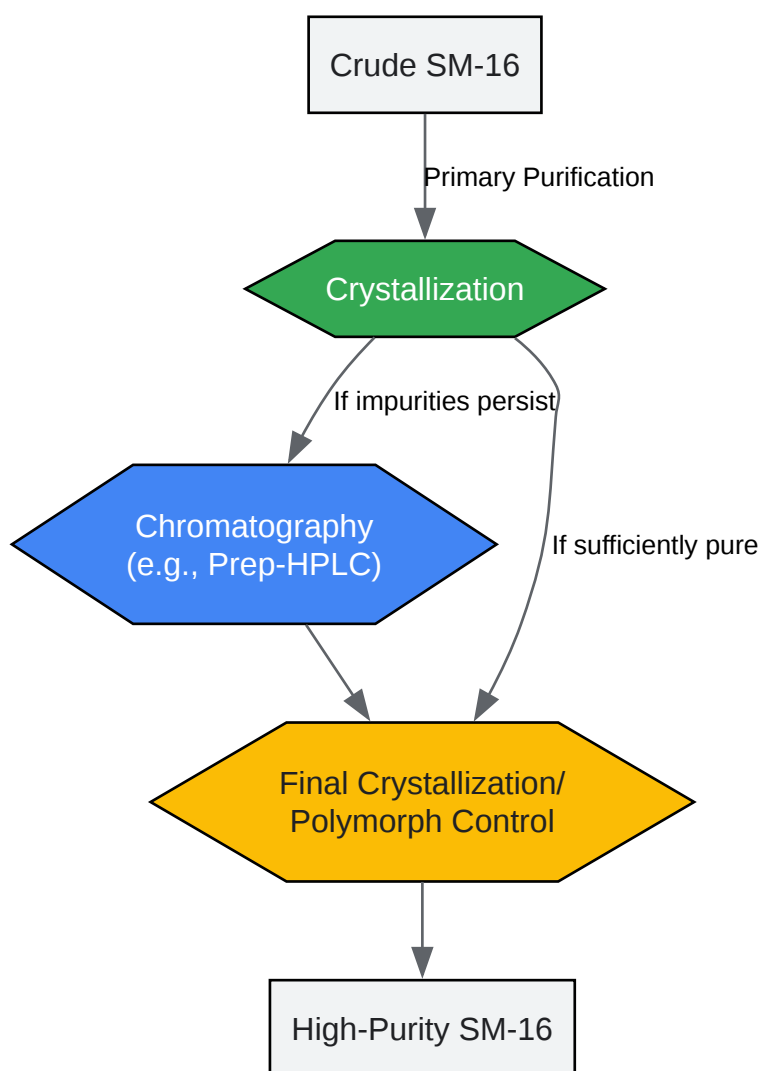 Crude SM-16
Primary Purification
Crystallization
If impurities persist
Chromatography
(e.g., Prep-HPLC)
If sufficiently pure
Final Crystallization/
Polymorph Control
High-Purity SM-16